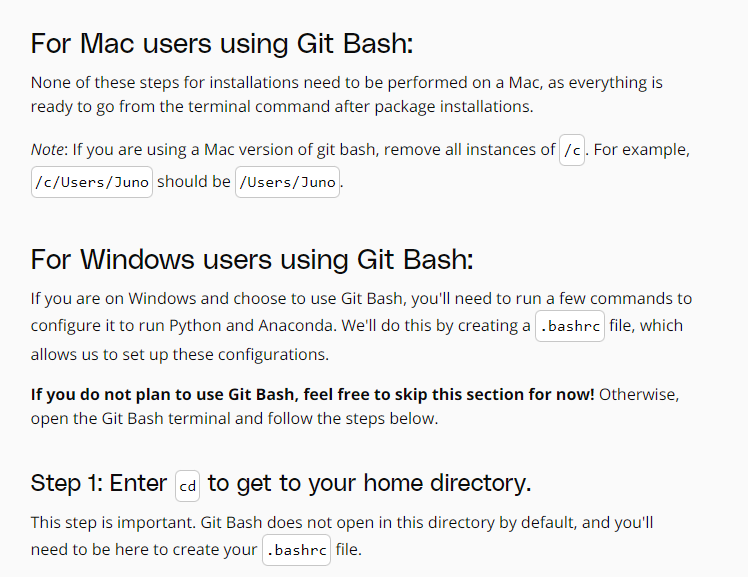 For Mac users using Git Bash:
None of these steps for installations need to be performed on a Mac, as everything is
ready to go from the terminal command after package installations.
Note: If you are using a Mac version of git bash, remove all instances of /c. For example,
/c/Users/Juno should be /Users/Juno.
For Windows users using Git Bash:
If you are on Windows and choose to use Git Bash, you'll need to run a few commands to
configure it to run Python and Anaconda. We'll do this by creating a .bashrc file, which
allows us to set up these configurations.
If you do not plan to use Git Bash, feel free to skip this section for now! Otherwise,
open the Git Bash terminal and follow the steps below.
Step 1: Enter cd to get to your home directory.
This step is important. Git Bash does not open in this directory by default, and you'll
need to be here to create your .bashrc file.